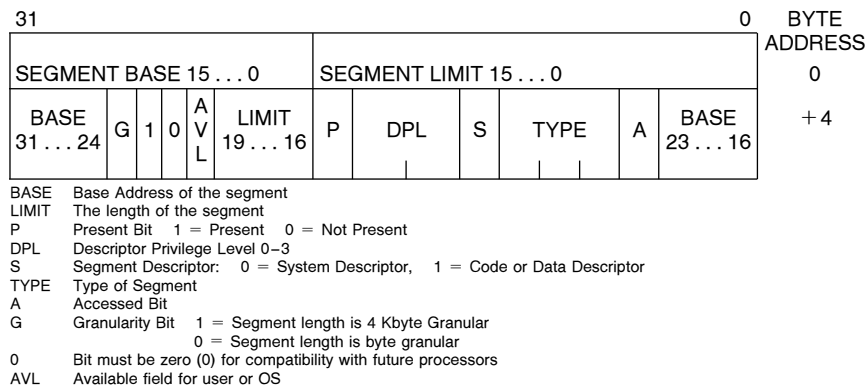 31 0 BYTE
ADDRESS
SEGMENT BASE 15 . . . 0 SEGMENT LIMIT 15 . . . 0 0
BASE 31 . . . 24 G 1 0 AVL LIMIT 19 . . . 16 P DPL S TYPE A BASE 23 . . . 16 +4
BASE Base Address of the segment
LIMIT The length of the segment
P Present Bit 1 = Present 0 = Not Present
DPL Descriptor Privilege Level 0–3
S Segment Descriptor: 0 = System Descriptor, 1 = Code or Data Descriptor
TYPE Type of Segment
A Accessed Bit
G Granularity Bit 1 = Segment length is 4 Kbyte Granular
0 = Segment length is byte granular
0 Bit must be zero (0) for compatibility with future processors
AVL Available field for user or OS